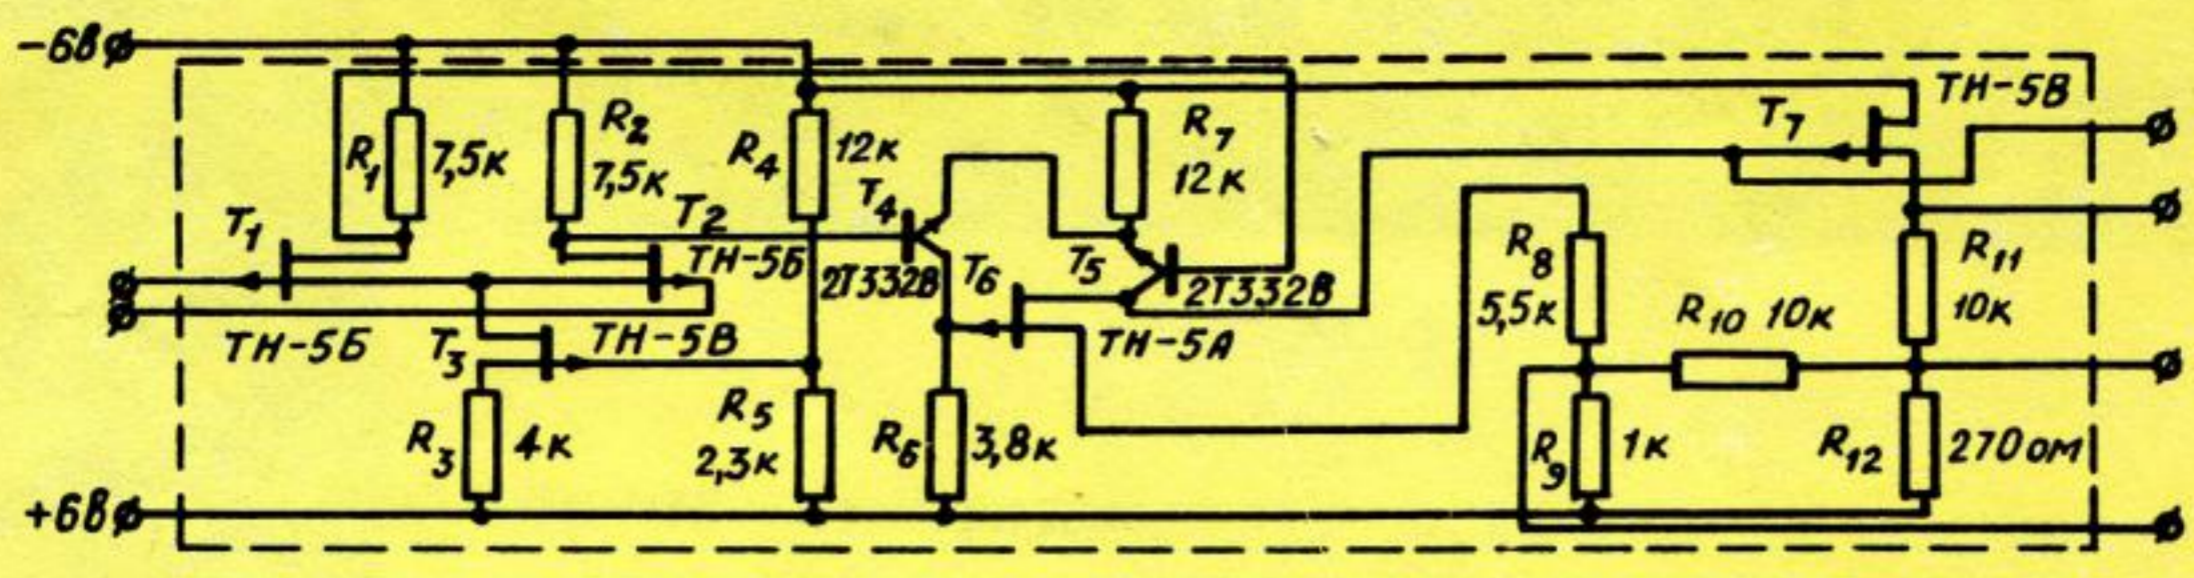 -6в
R1 7,5к
R2 7,5к
R4 12к
R7 12к
T7 ТН-5В
T1 ТН-5Б
T2 ТН-5Б
T4 2Т332В
T5 2Т332В
T6 ТН-5А
T3 ТН-5В
R8 5,5к
R10 10к
R11 10к
R3 4к
R5 2,3к
R6 3,8к
R9 1к
R12 270 ом
+6в